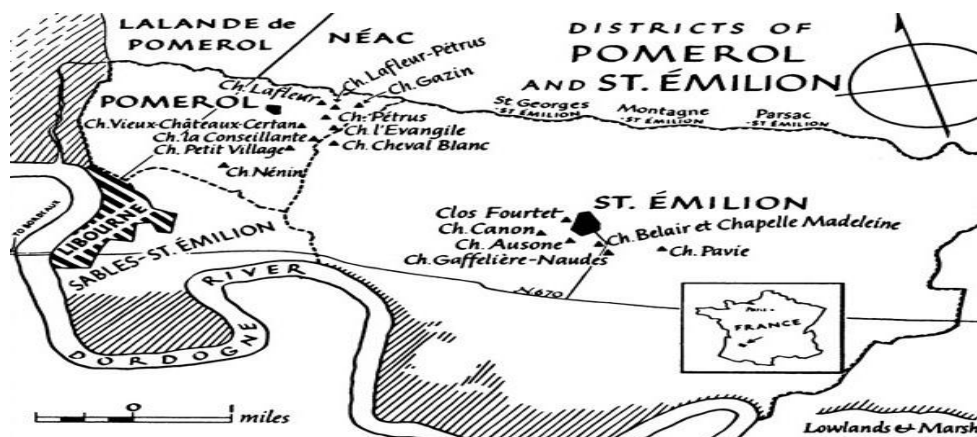 LALANDE de
POMEROL
NÉAC
DISTRICTS OF
POMEROL
AND ST. ÉMILION
Ch. Lafleur-Pétrus
Ch. Gazin
Ch. Lafleur
POMEROL
Ch. Pétrus
Ch. Vieux-Châteaux-Certan
Ch. l'Evangile
Ch. la Conseillante
Ch. Cheval Blanc
Ch. Petit Village
Ch. Nénin
St. Georges
-ST ÉMILION
Montagne
-ST ÉMILION
Parsac
-ST ÉMILION
TO BORDEAUX
LIBOURNE
SABLES-ST. ÉMILION
ST. ÉMILION
Clos Fourtet
Ch. Canon
Ch. Belair et Chapelle Madeleine
Ch. Ausone
Ch. Pavie
Ch. Gaffelière-Naudes
N.670
DORDOGNE RIVER
Paris
FRANCE
0
miles
Lowlands & Marsh